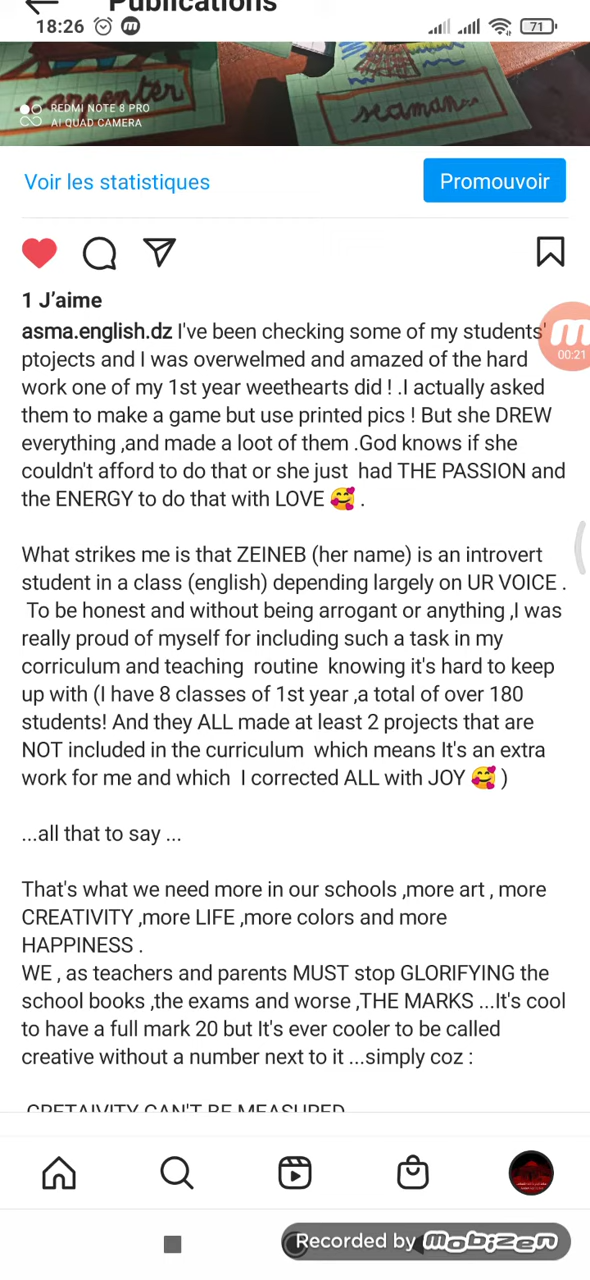 Publications
18:26
71
carpenter
seaman
REDMI NOTE 8 PRO
AI QUAD CAMERA
Voir les statistiques
Promouvoir
1 J’aime
00:21
asma.english.dz I've been checking some of my students'
ptojects and I was overwelmed and amazed of the hard
work one of my 1st year weethearts did ! .I actually asked
them to make a game but use printed pics ! But she DREW
everything ,and made a loot of them .God knows if she
couldn't afford to do that or she just had THE PASSION and
the ENERGY to do that with LOVE 🥰 .
What strikes me is that ZEINEB (her name) is an introvert
student in a class (english) depending largely on UR VOICE .
To be honest and without being arrogant or anything ,I was
really proud of myself for including such a task in my
corriculum and teaching routine knowing it's hard to keep
up with (I have 8 classes of 1st year ,a total of over 180
students! And they ALL made at least 2 projects that are
NOT included in the curriculum which means It's an extra
work for me and which I corrected ALL with JOY 🥰 )
...all that to say ...
That's what we need more in our schools ,more art , more
CREATIVITY ,more LIFE ,more colors and more
HAPPINESS .
WE , as teachers and parents MUST stop GLORIFYING the
school books ,the exams and worse ,THE MARKS ...It's cool
to have a full mark 20 but It's ever cooler to be called
creative without a number next to it ...simply coz :
CRETAIVITY CAN'T BE MEASURED
Recorded by mobizen